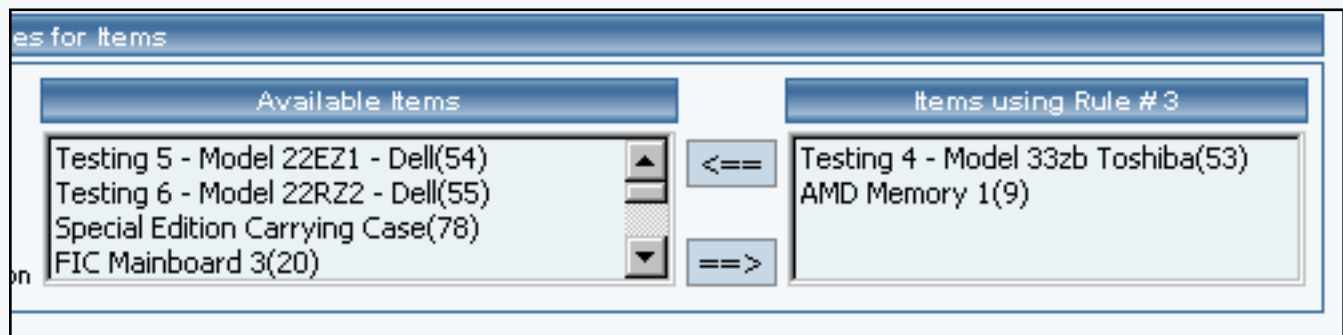 es for Items
Available Items
Items using Rule # 3
Testing 5 - Model 22EZ1 - Dell(54)
Testing 6 - Model 22RZ2 - Dell(55)
Special Edition Carrying Case(78)
FIC Mainboard 3(20)
<==
==>
Testing 4 - Model 33zb Toshiba(53)
AMD Memory 1(9)
on